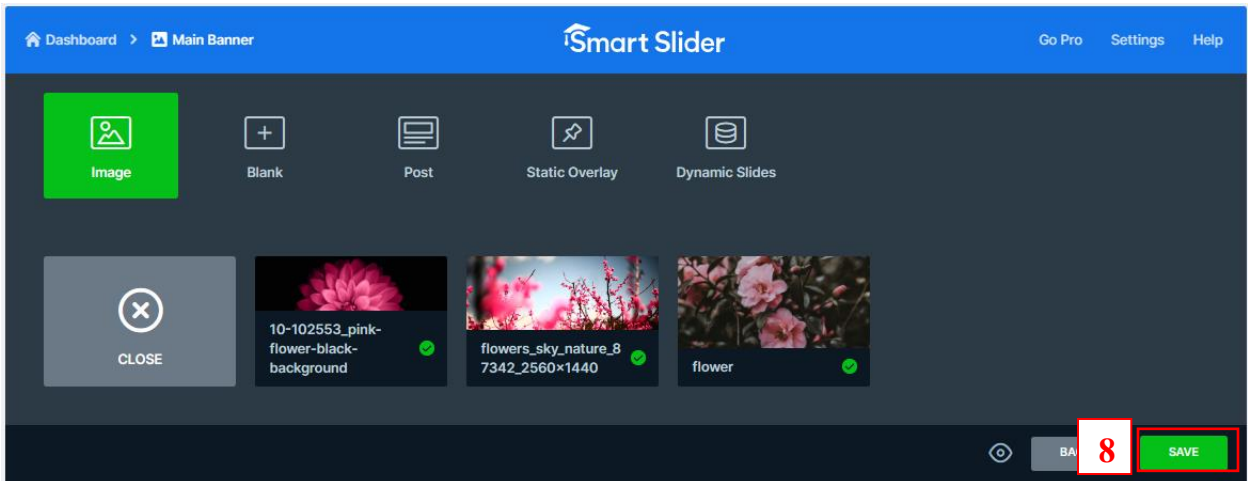 Dashboard > Main Banner
Smart Slider
Go Pro Settings Help
Image
Blank
Post
Static Overlay
Dynamic Slides
CLOSE
10-102553_pink-
flower-black-
background
flowers_sky_nature_8
7342_2560×1440
flower
BA
8
SAVE